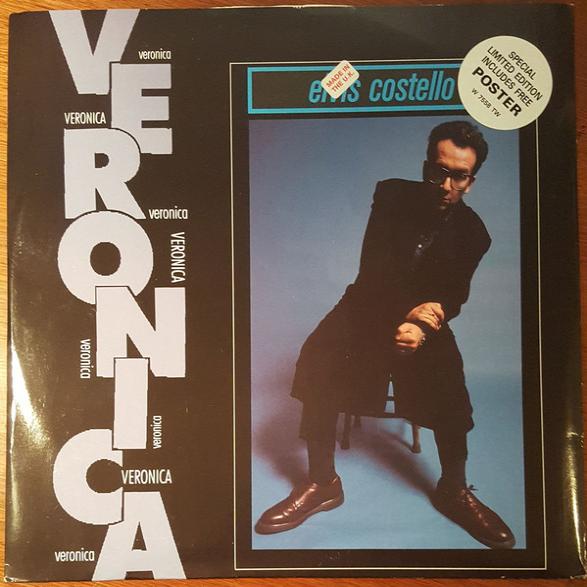 VERONICA
veronica
VERONICA
veronica
VERONICA
veronica
veronica
VERONICA
veronica
elvis costello
MADE IN
THE U.K.
SPECIAL
LIMITED EDITION
INCLUDES FREE
POSTER
W 7558 TW